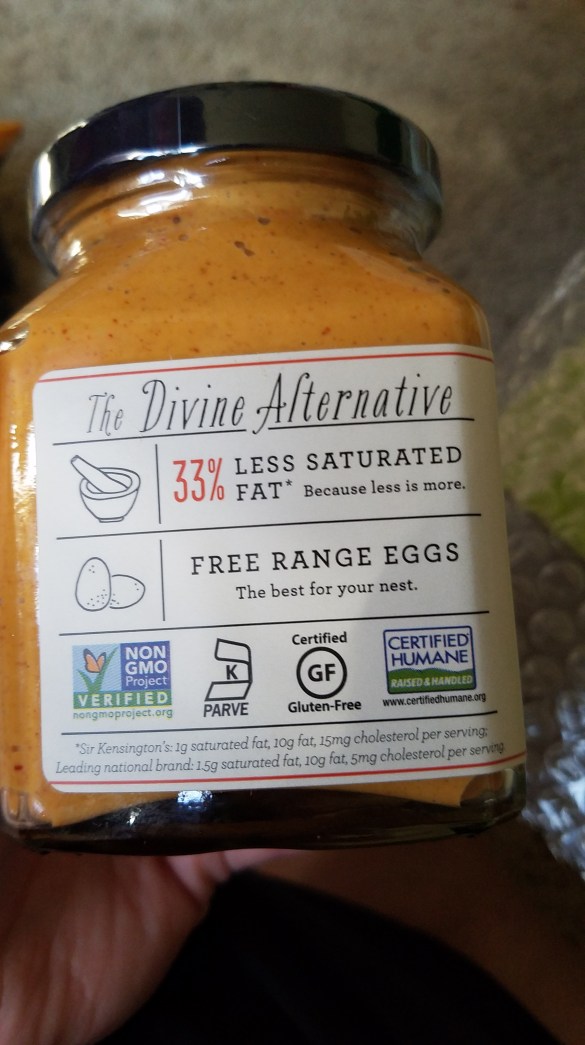 The Divine Alternative
33% LESS SATURATED
FAT* Because less is more.
FREE RANGE EGGS
The best for your nest.
NON
GMO
Project
VERIFIED
nongmoproject.org
K
PARVE
Certified
GF
Gluten-Free
CERTIFIED
HUMANE
RAISED & HANDLED
www.certifiedhumane.org
*Sir Kensington's: 1g saturated fat, 10g fat, 15mg cholesterol per serving;
Leading national brand: 1.5g saturated fat, 10g fat, 5mg cholesterol per serving.